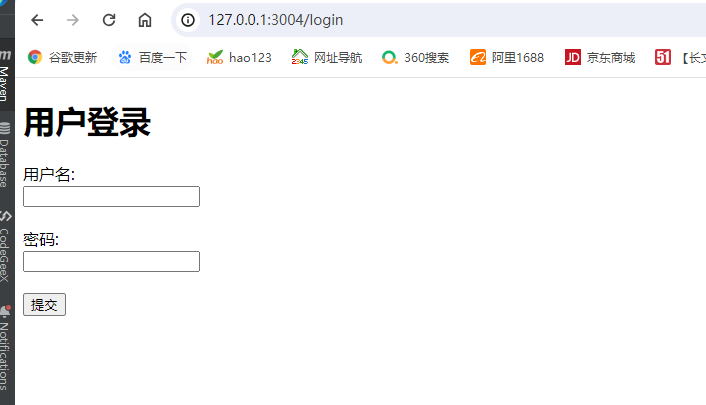 127.0.0.1:3004/login
谷歌更新 百度一下 hao123 网址导航 360搜索 阿里1688 京东商城 【长文
m Maven
Database
CodeGeeX
Notifications
用户登录
用户名:
密码:
提交